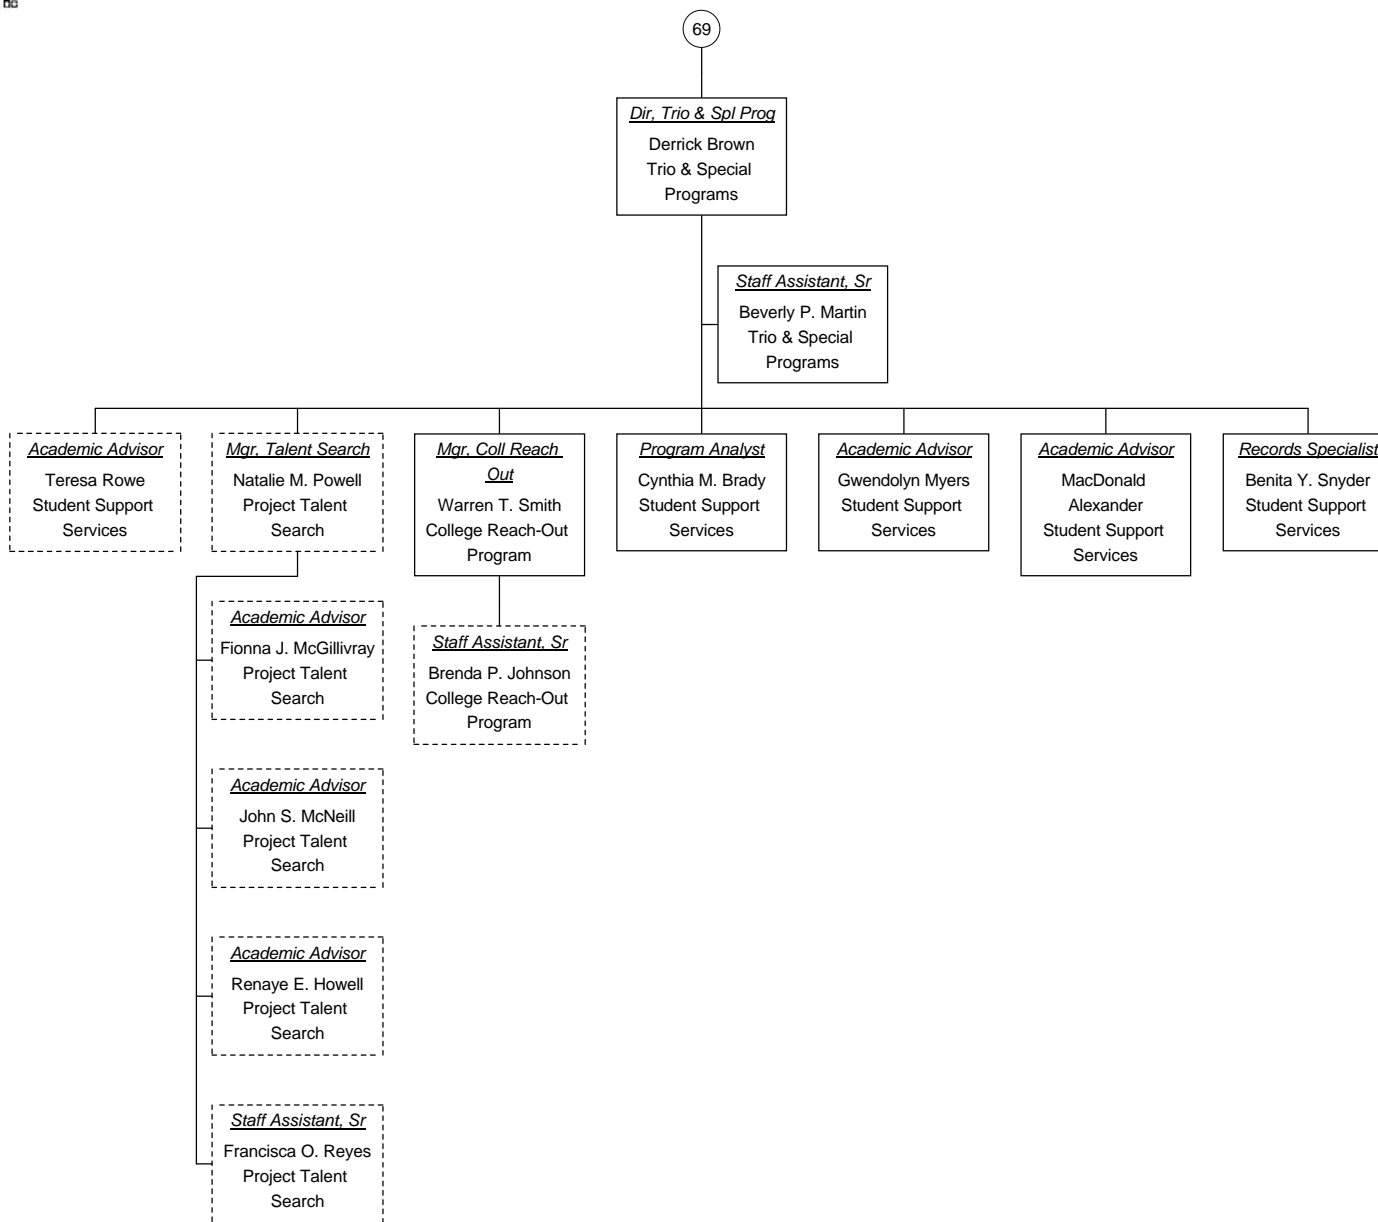 69
Dir, Trio & Spl Prog
Derrick Brown
Trio & Special
Programs
Staff Assistant, Sr
Beverly P. Martin
Trio & Special
Programs
Academic Advisor
Teresa Rowe
Student Support
Services
Mgr, Talent Search
Natalie M. Powell
Project Talent
Search
Mgr, Coll Reach
Out
Warren T. Smith
College Reach-Out
Program
Program Analyst
Cynthia M. Brady
Student Support
Services
Academic Advisor
Gwendolyn Myers
Student Support
Services
Academic Advisor
MacDonald
Alexander
Student Support
Services
Records Specialist
Benita Y. Snyder
Student Support
Services
Academic Advisor
Fionna J. McGillivray
Project Talent
Search
Staff Assistant, Sr
Brenda P. Johnson
College Reach-Out
Program
Academic Advisor
John S. McNeill
Project Talent
Search
Academic Advisor
Renaye E. Howell
Project Talent
Search
Staff Assistant, Sr
Francisca O. Reyes
Project Talent
Search